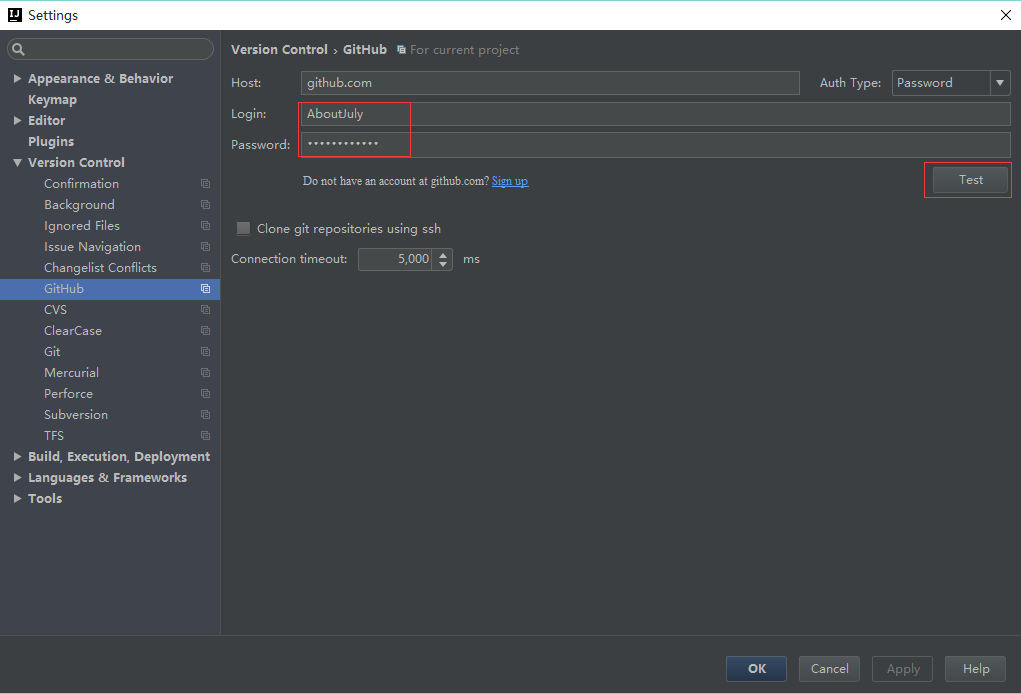 IJ Settings
Version Control › GitHub For current project
Appearance & Behavior
Keymap
Editor
Plugins
Version Control
Confirmation
Background
Ignored Files
Issue Navigation
Changelist Conflicts
GitHub
CVS
ClearCase
Git
Mercurial
Perforce
Subversion
TFS
Build, Execution, Deployment
Languages & Frameworks
Tools
Host: github.com Auth Type: Password
Login: AboutJuly
Password: ••••••••••••
Do not have an account at github.com? Sign up
Test
Clone git repositories using ssh
Connection timeout: 5,000 ms
OK Cancel Apply Help